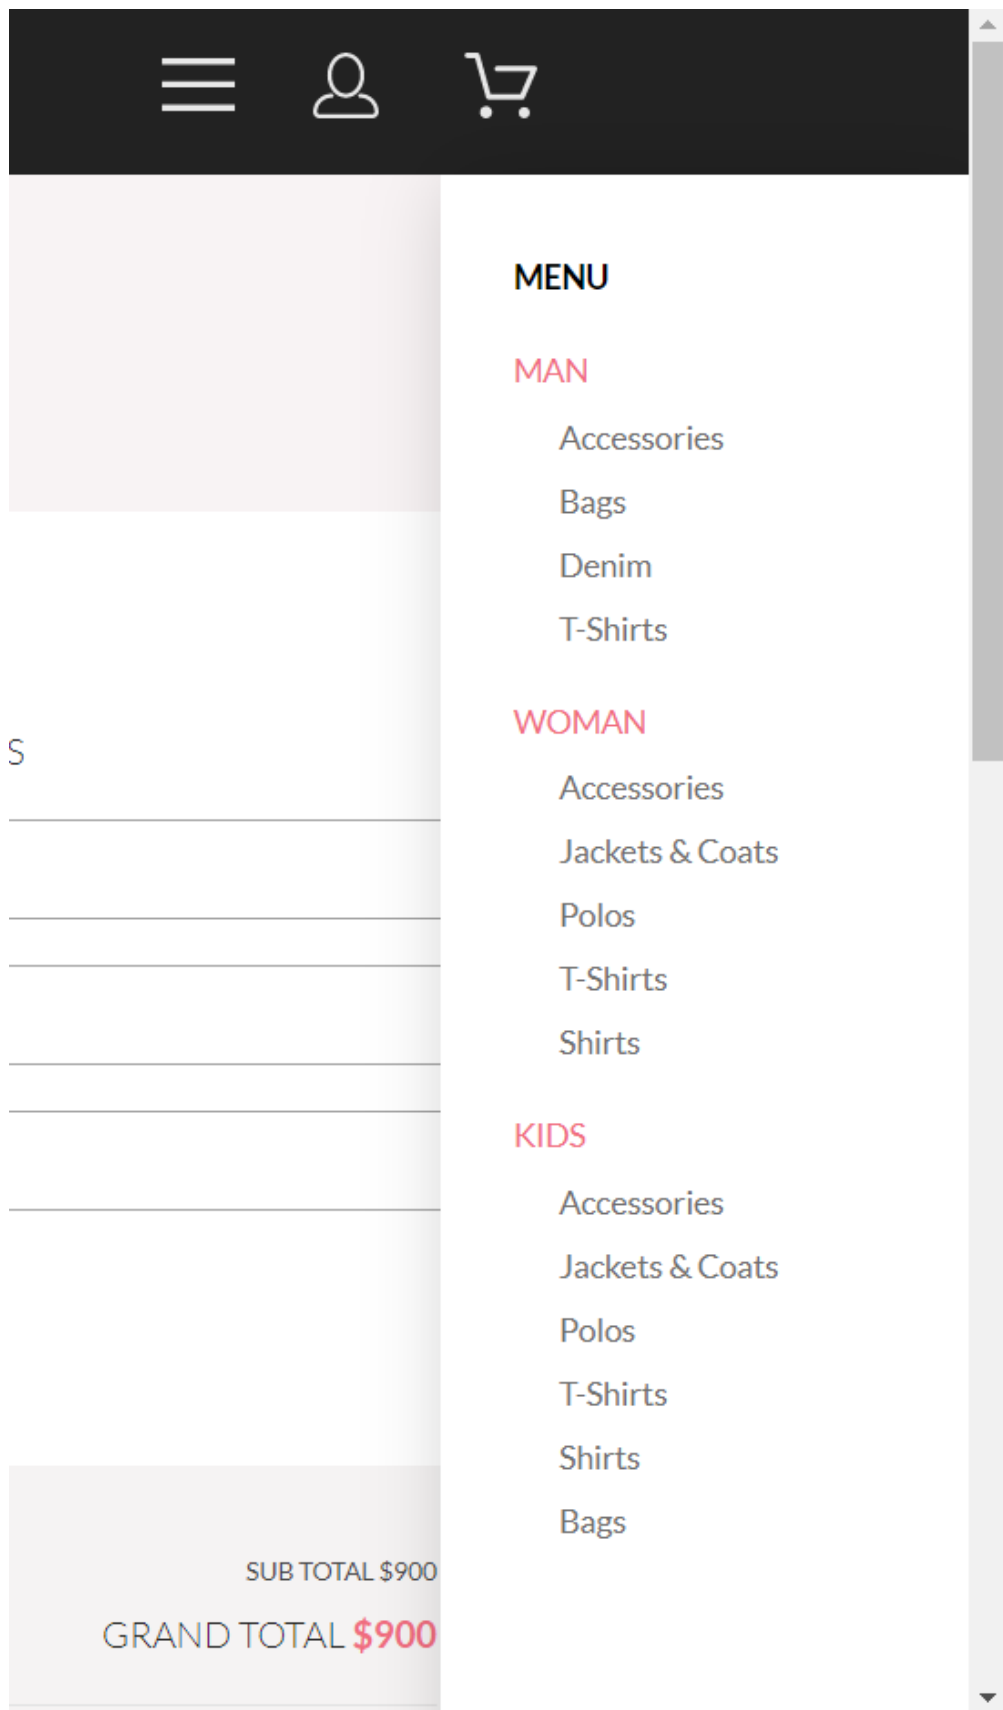 MENU
MAN
Accessories
Bags
Denim
T-Shirts
WOMAN
Accessories
Jackets & Coats
Polos
T-Shirts
Shirts
KIDS
Accessories
Jackets & Coats
Polos
T-Shirts
Shirts
Bags
S
SUB TOTAL $900
GRAND TOTAL $900